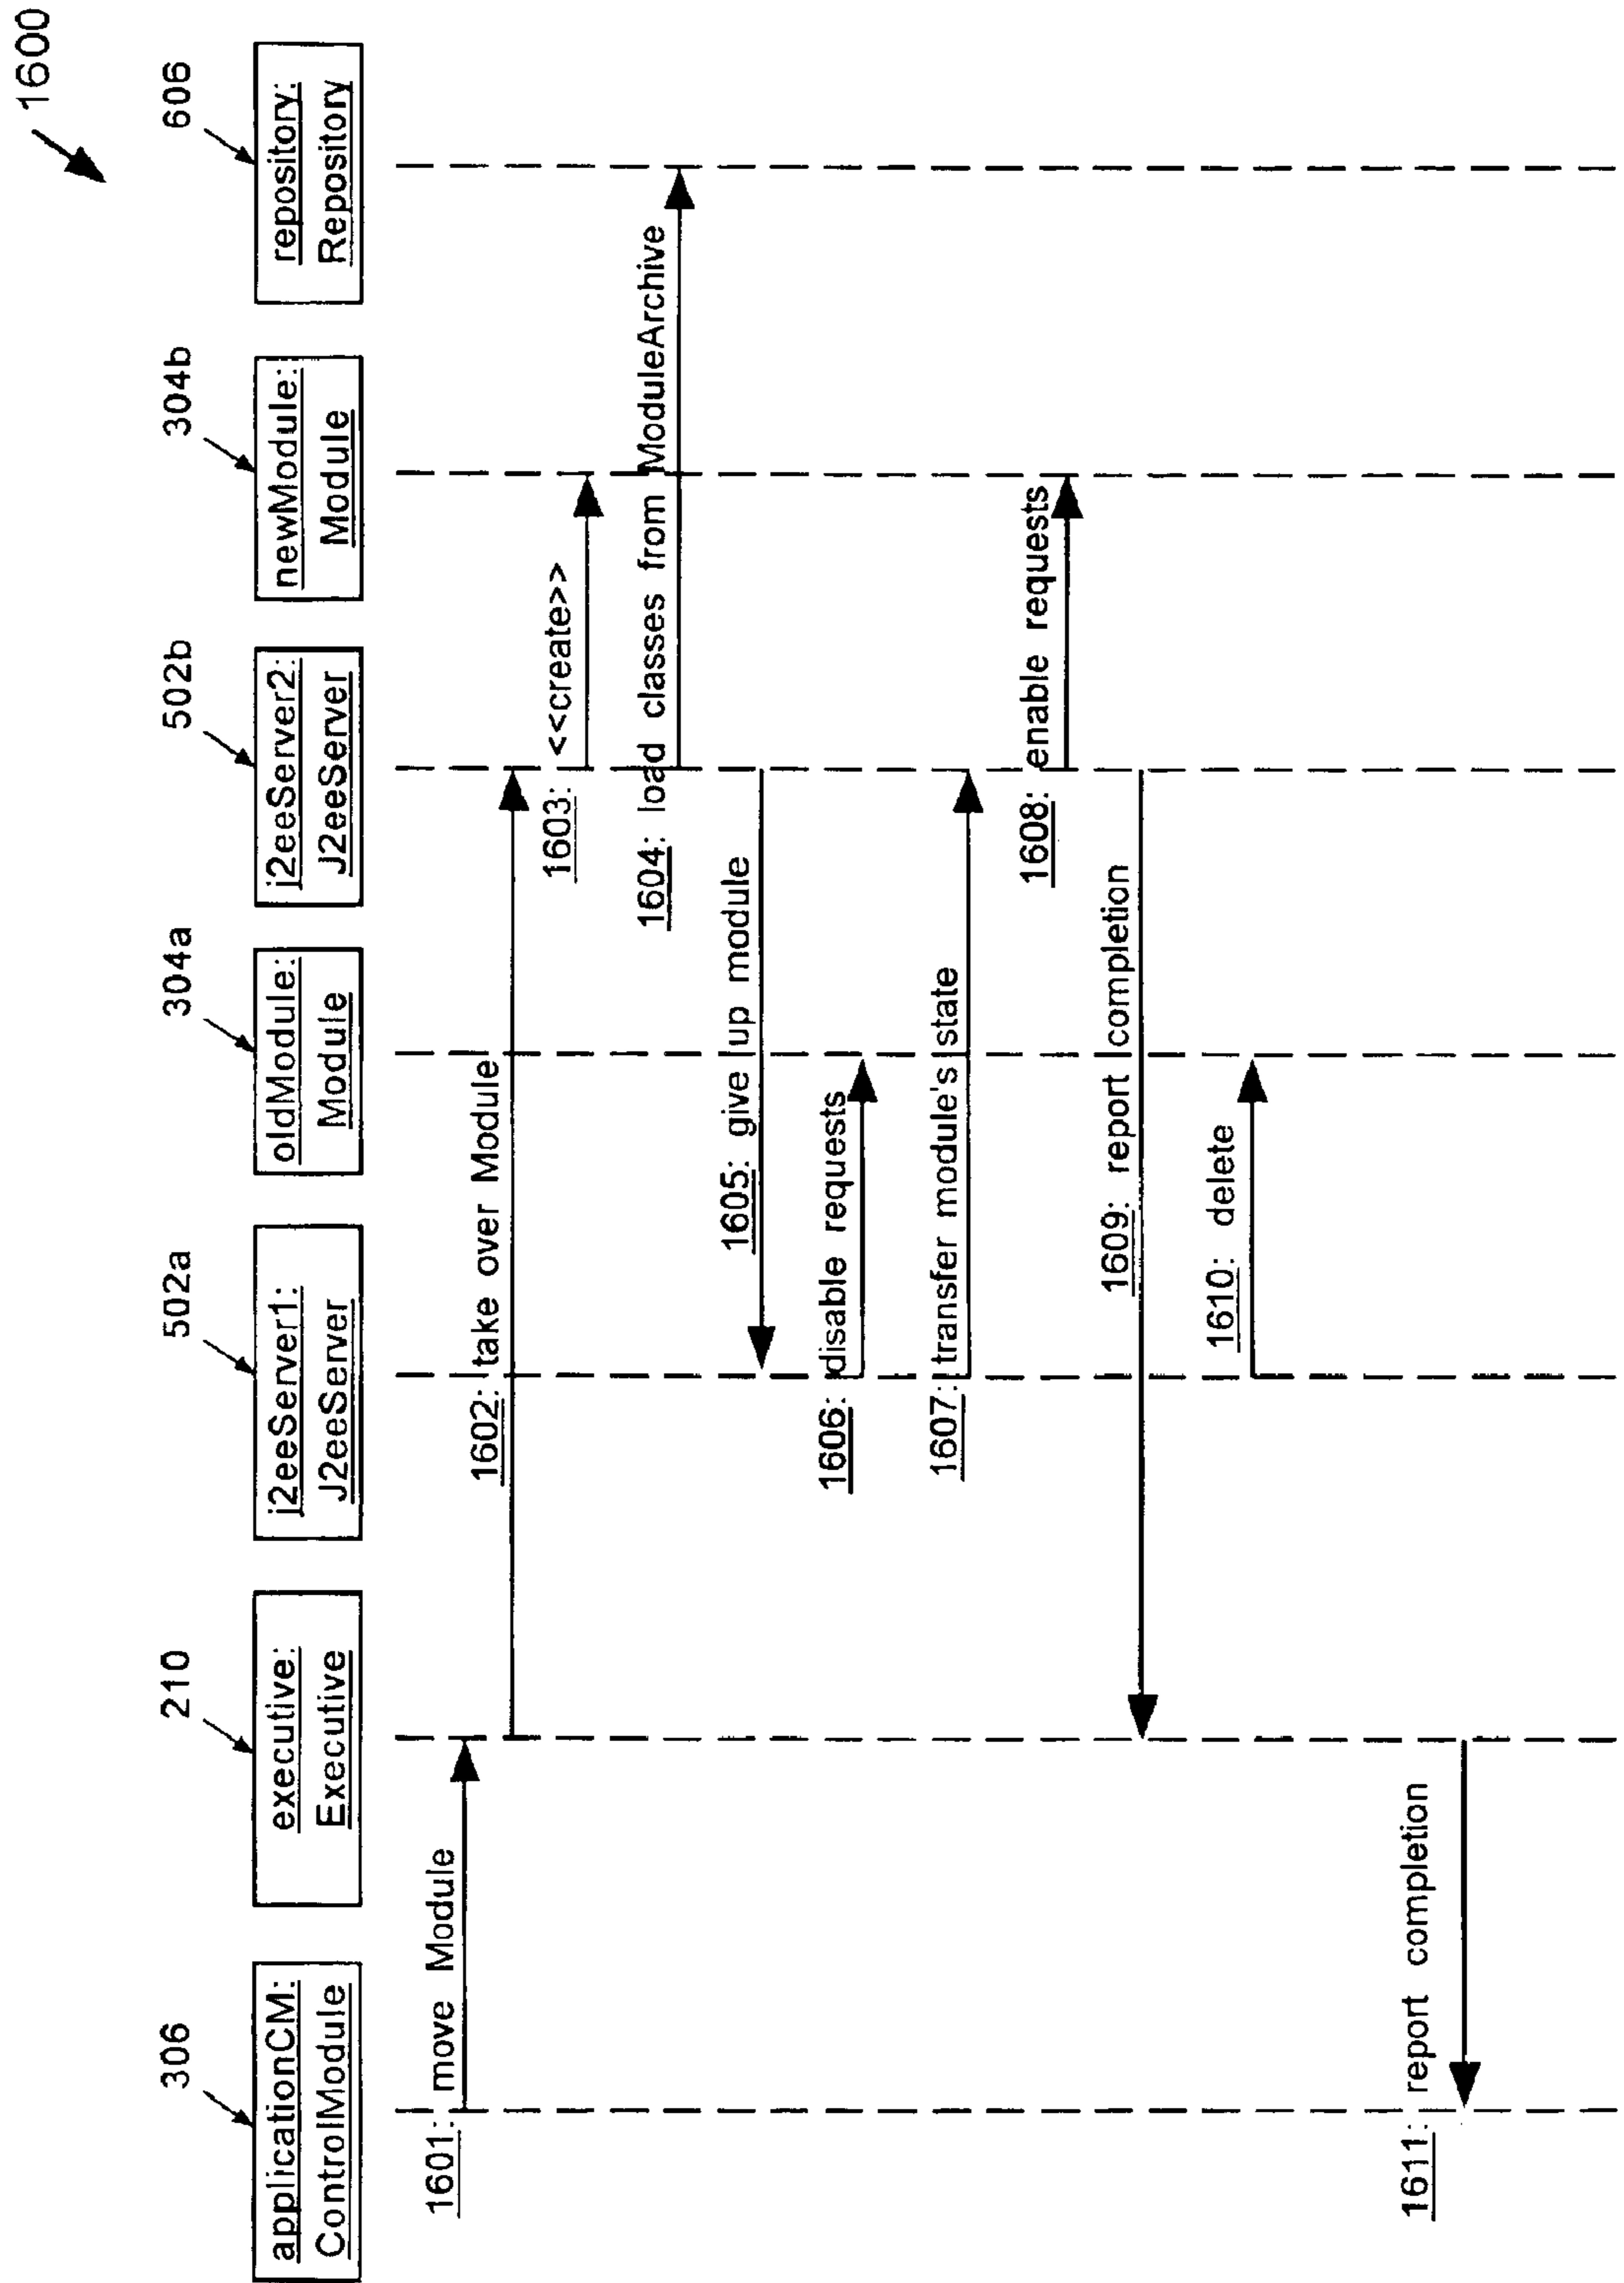 1600
306
210
502a
304a
502b
304b
606
applicationCM:
ControlModule
executive:
Executive
j2eeServer1:
J2eeServer
oldModule:
Module
j2eeServer2:
J2eeServer
newModule:
Module
repository:
Repository
1601: move Module
1602: take over Module
1603: <<create>>
1604: load classes from ModuleArchive
1605: give up module
1606: disable requests
1607: transfer module's state
1608: enable requests
1609: report completion
1610: delete
1611: report completion